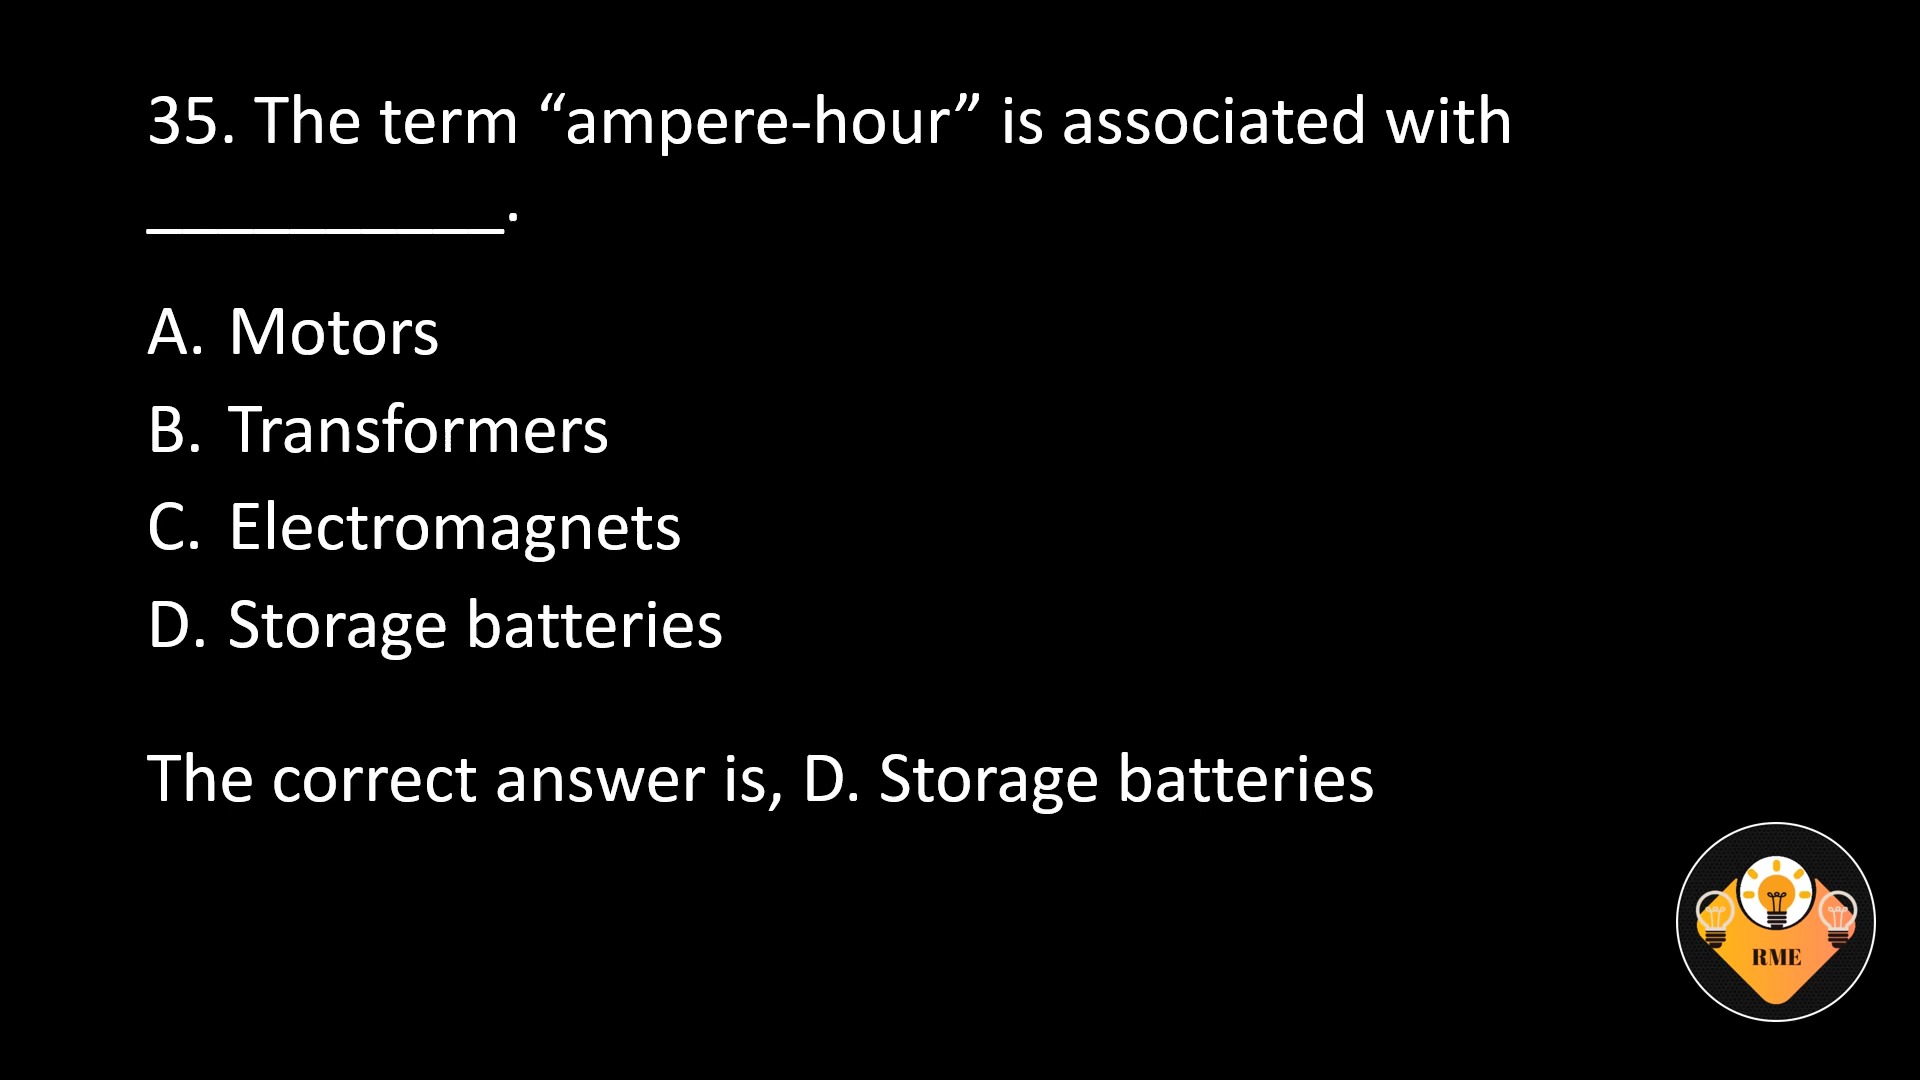 35. The term “ampere-hour” is associated with
__________.
A. Motors
B. Transformers
C. Electromagnets
D. Storage batteries
The correct answer is, D. Storage batteries
RME